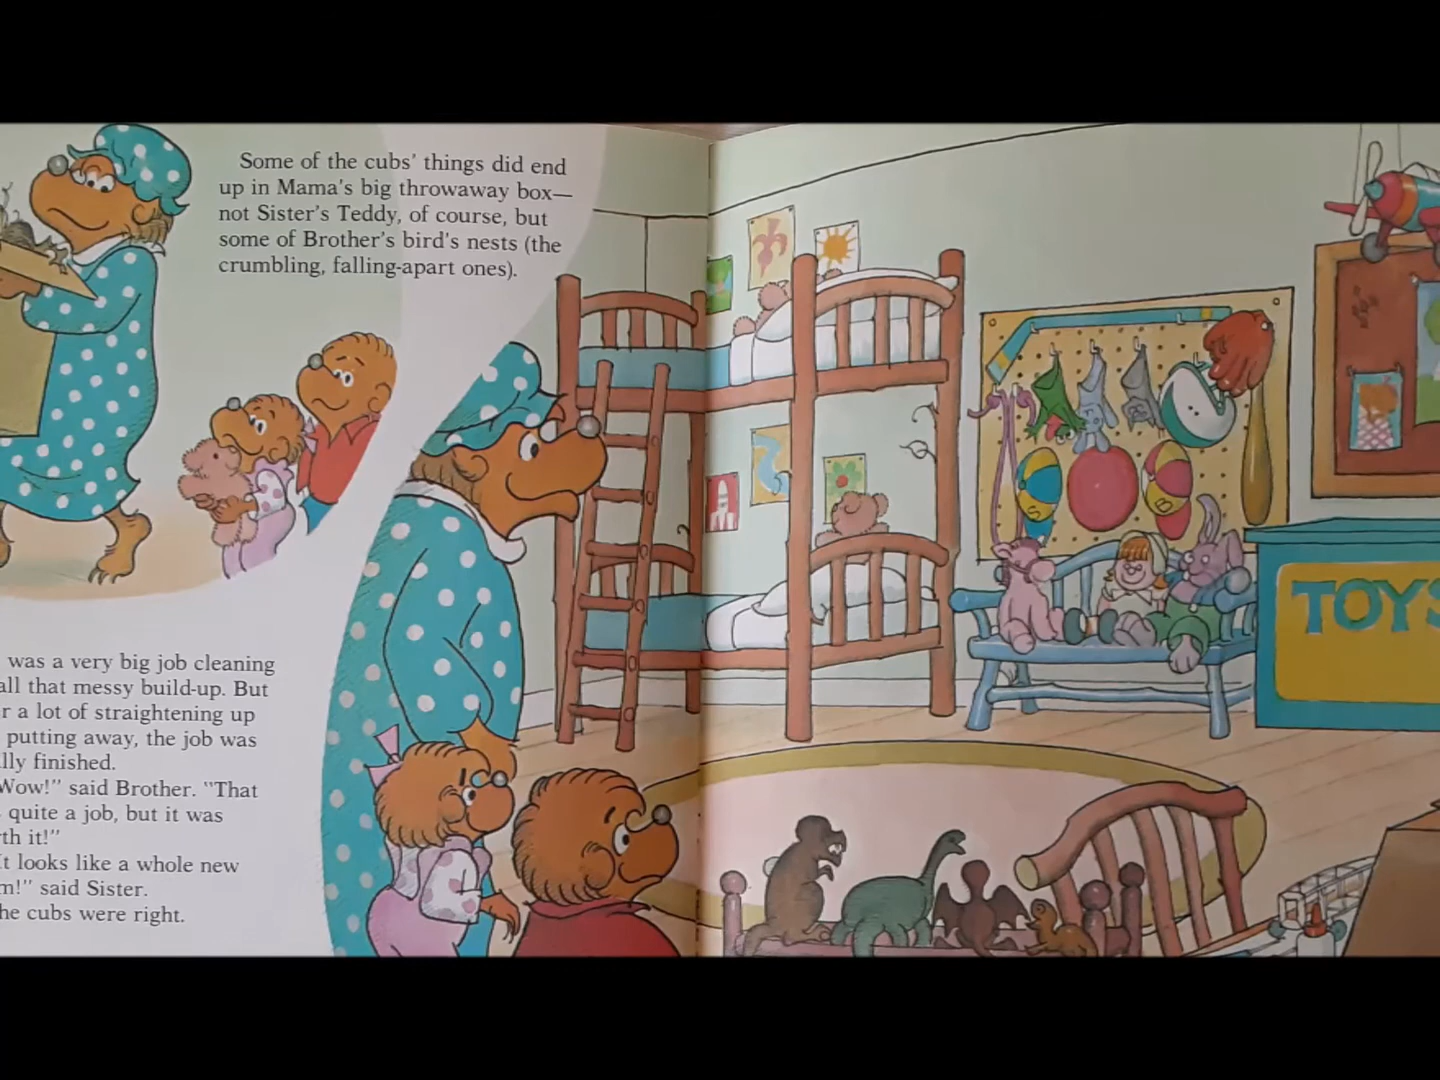 Some of the cubs' things did end
up in Mama's big throwaway box—
not Sister's Teddy, of course, but
some of Brother's bird's nests (the
crumbling, falling-apart ones).
was a very big job cleaning
all that messy build-up. But
a lot of straightening up
putting away, the job was
finished.
Wow!" said Brother. "That
quite a job, but it was
it!"
It looks like a whole new
said Sister.
he cubs were right.
S
B
TOYS